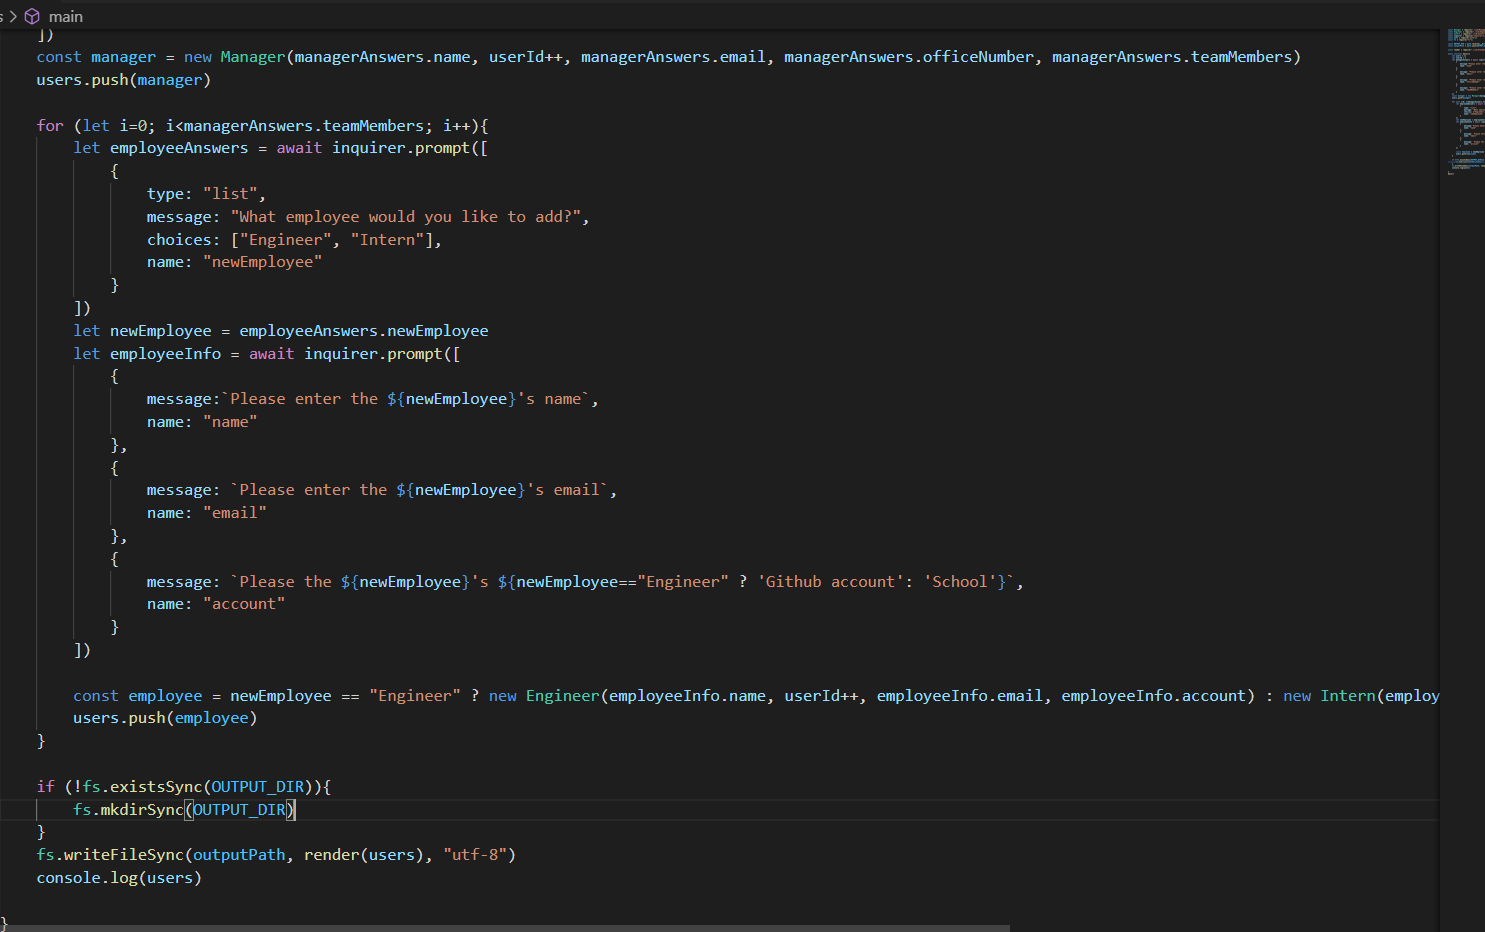 s > main
])
const manager = new Manager(managerAnswers.name, userId++, managerAnswers.email, managerAnswers.officeNumber, managerAnswers.teamMembers)
users.push(manager)
for (let i=0; i<managerAnswers.teamMembers; i++){
let employeeAnswers = await inquirer.prompt([
{
type: "list",
message: "What employee would you like to add?",
choices: ["Engineer", "Intern"],
name: "newEmployee"
}
])
let newEmployee = employeeAnswers.newEmployee
let employeeInfo = await inquirer.prompt([
{
message:`Please enter the ${newEmployee}'s name`,
name: "name"
},
{
message: `Please enter the ${newEmployee}'s email`,
name: "email"
},
{
message: `Please the ${newEmployee}'s ${newEmployee=="Engineer" ? 'Github account': 'School'}`,
name: "account"
}
])
const employee = newEmployee == "Engineer" ? new Engineer(employeeInfo.name, userId++, employeeInfo.email, employeeInfo.account) : new Intern(employ
users.push(employee)
}
if (!fs.existsSync(OUTPUT_DIR)){
fs.mkdirSync(OUTPUT_DIR)
}
fs.writeFileSync(outputPath, render(users), "utf-8")
console.log(users)
}